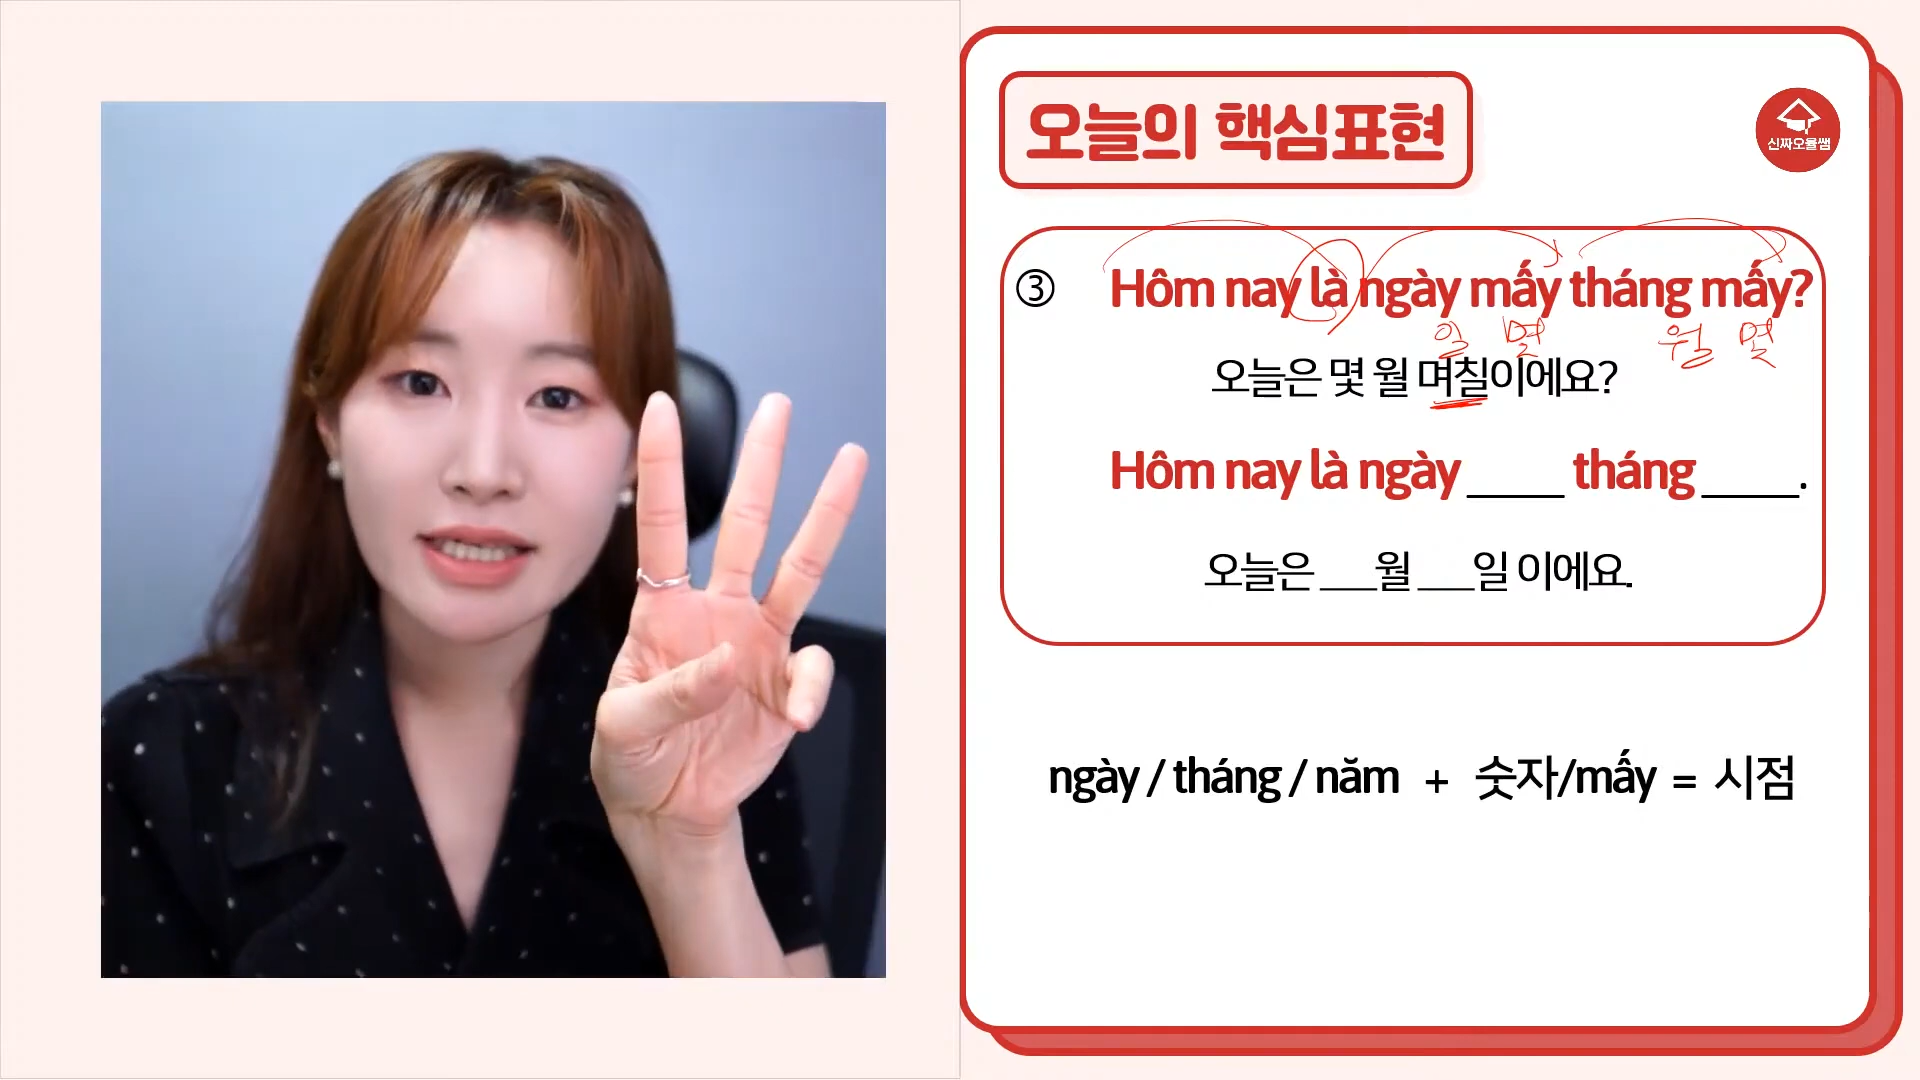 오늘의 핵심표현
신짜오율쌤
③ Hôm nay là ngày mấy tháng mấy?
일 몇 월 몇
오늘은 몇 월 며칠이에요?
Hôm nay là ngày ____ tháng ____.
오늘은 ___월 ___일 이에요.
ngày / tháng / năm + 숫자/mấy = 시점